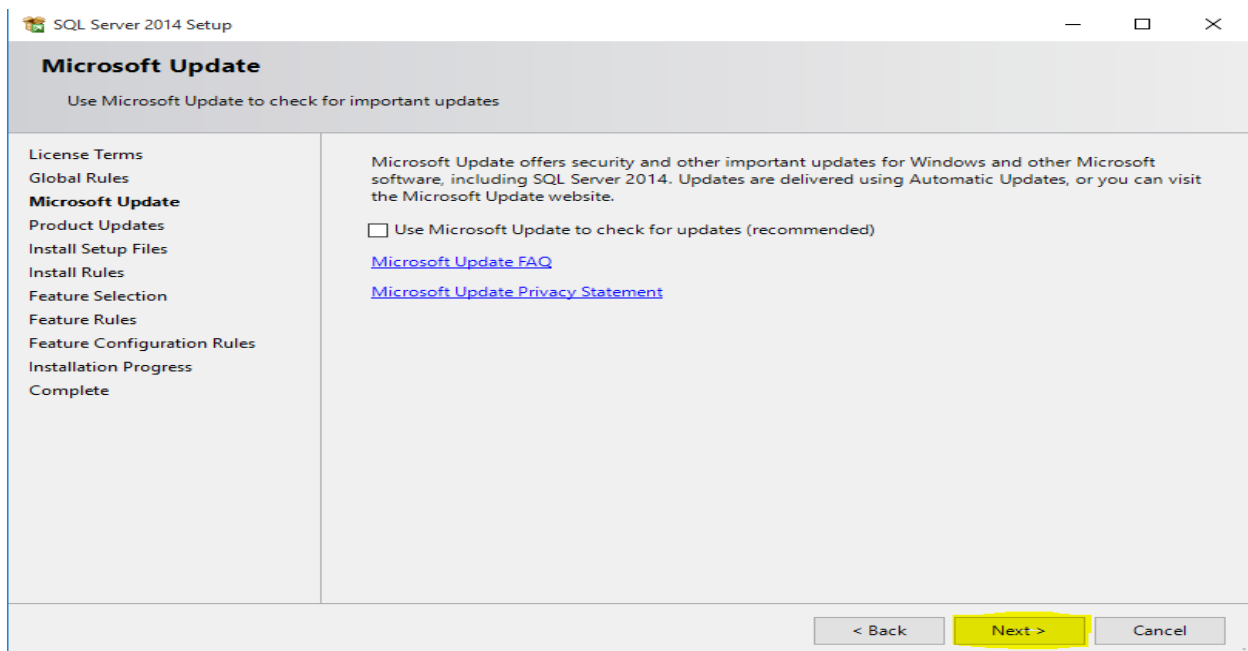 SQL Server 2014 Setup
Microsoft Update
Use Microsoft Update to check for important updates
License Terms
Global Rules
Microsoft Update
Product Updates
Install Setup Files
Install Rules
Feature Selection
Feature Rules
Feature Configuration Rules
Installation Progress
Complete
Microsoft Update offers security and other important updates for Windows and other Microsoft
software, including SQL Server 2014. Updates are delivered using Automatic Updates, or you can visit
the Microsoft Update website.
Use Microsoft Update to check for updates (recommended)
Microsoft Update FAQ
Microsoft Update Privacy Statement
< Back
Next >
Cancel